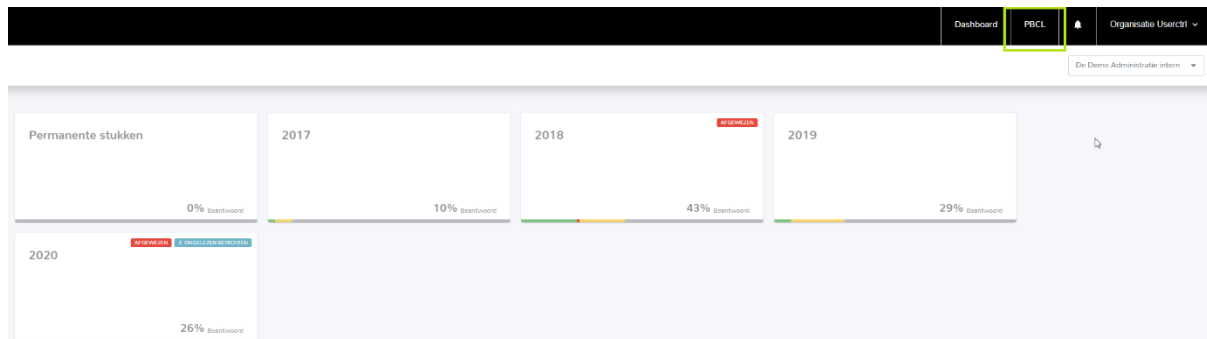 Dashboard PBCL Organisatie Userctrl
De Demo Administratie intern
Permanente stukken
0% Beantwoord
2017
10% Beantwoord
AFGEWEZEN
2018
43% Beantwoord
2019
29% Beantwoord
AFGEWEZEN 2 ONGELEZEN BERICHTEN
2020
26% Beantwoord